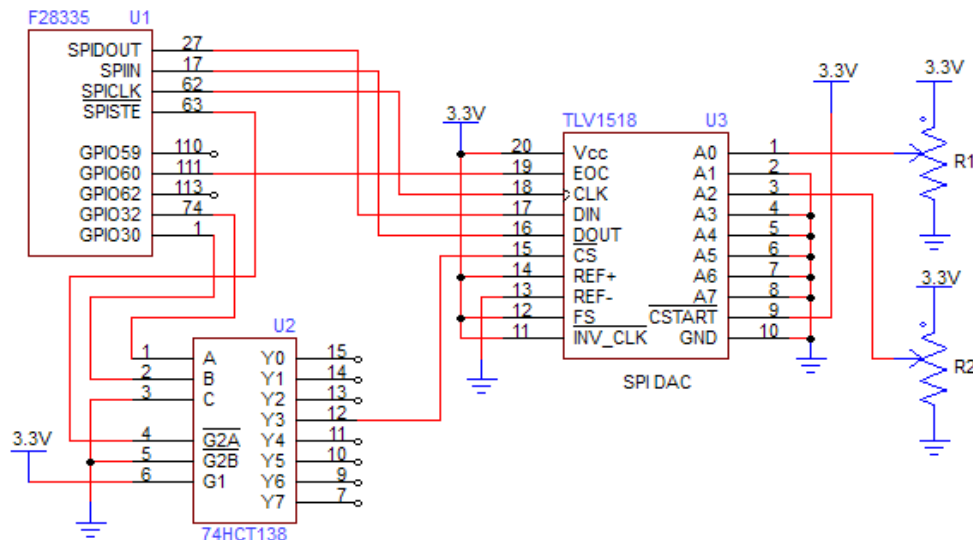 F28335 U1
SPIDOUT 27
SPIIN 17
SPICLK 62
SPISTE 63
GPIO59 110
GPIO60 111
GPIO62 113
GPIO32 74
GPIO30 1
3.3V
3.3V
3.3V
TLV1518 U3
20 Vcc A0 1
19 EOC A1 2
18 CLK A2 3
17 DIN A3 4
16 DOUT A4 5
15 CS A5 6
14 REF+ A6 7
13 REF- A7 8
12 FS CSTART 9
11 INV_CLK GND 10
SPI DAC
R1
3.3V
R2
U2
1 A Y0 15
2 B Y1 14
3 C Y2 13
Y3 12
4 G2A Y4 11
5 G2B Y5 10
6 G1 Y6 9
Y7 7
3.3V
74HCT138